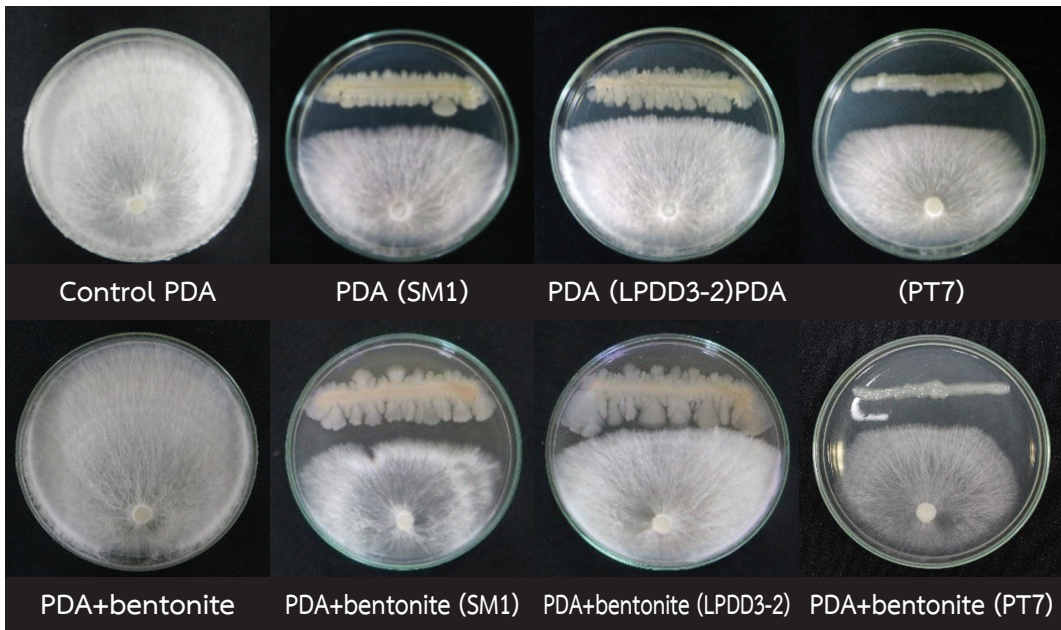 Control PDA
PDA (SM1)
PDA (LPDD3-2)PDA
(PT7)
PDA+bentonite
PDA+bentonite (SM1)
PDA+bentonite (LPDD3-2)
PDA+bentonite (PT7)